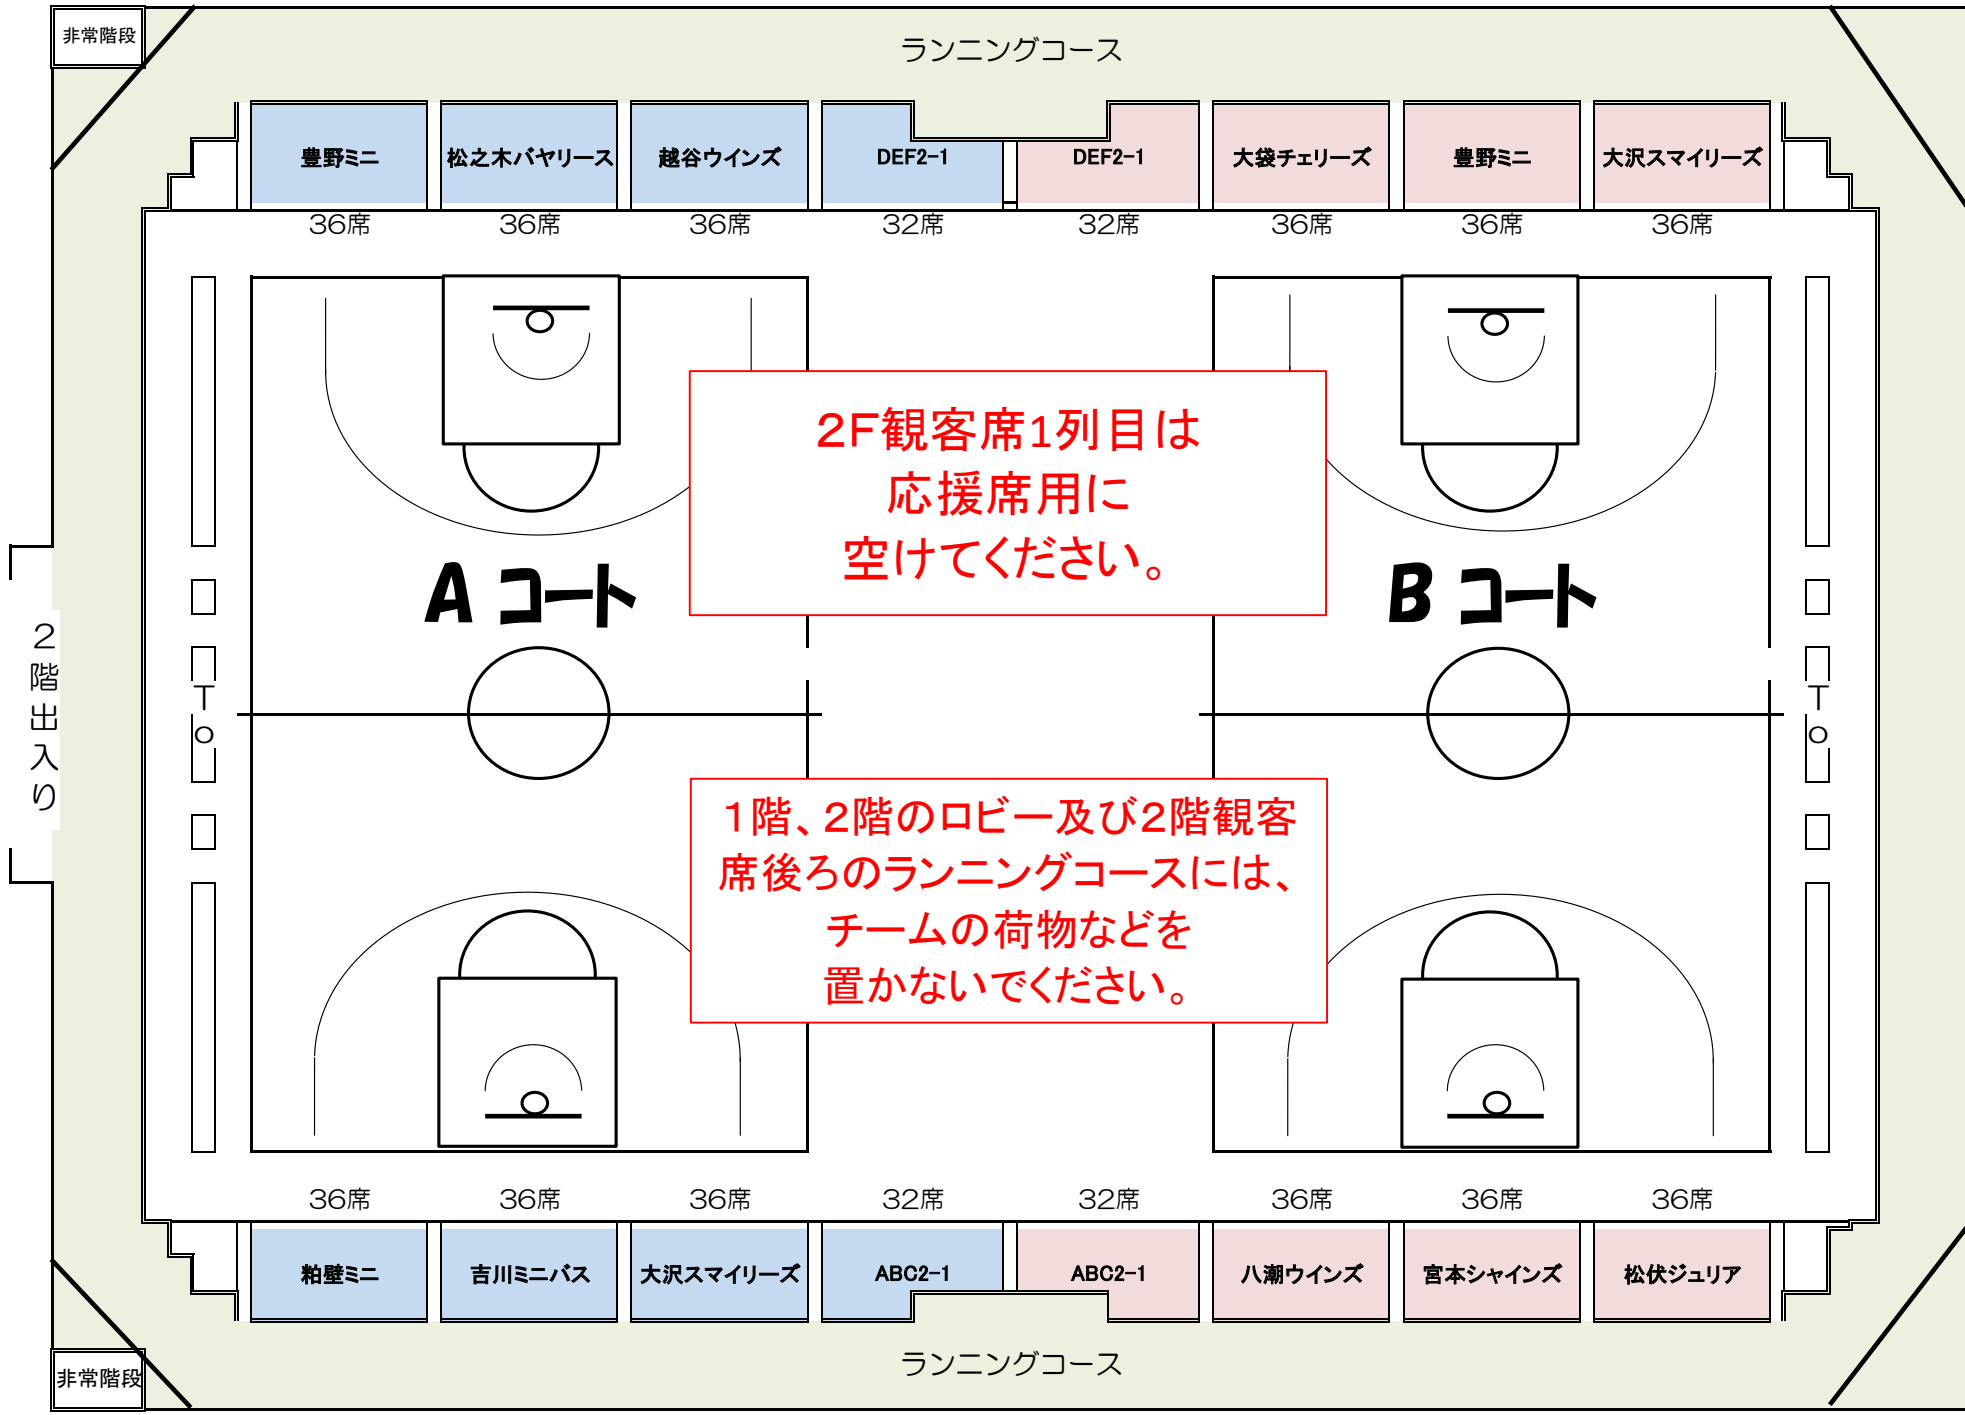 非常階段
ランニングコース
豊野ミニ
松之木バヤリース
越谷ウインズ
DEF2-1
DEF2-1
大袋チェリーズ
豊野ミニ
大沢スマイリーズ
36席
36席
36席
32席
32席
36席
36席
36席
2F観客席1列目は
応援席用に
空けてください。
A コート
B コート
2階出入り
To
To
1階、2階のロビー及び2階観客
席後ろのランニングコースには、
チームの荷物などを
置かないでください。
36席
36席
36席
32席
32席
36席
36席
36席
粕壁ミニ
吉川ミニバス
大沢スマイリーズ
ABC2-1
ABC2-1
八潮ウインズ
宮本シャインズ
松伏ジュリア
ランニングコース
非常階段